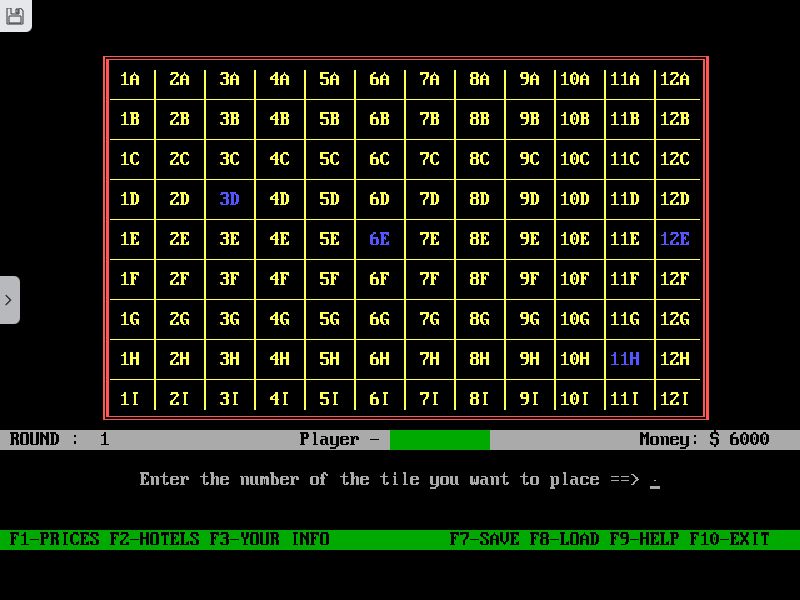 1A 2A 3A 4A 5A 6A 7A 8A 9A 10A 11A 12A
1B 2B 3B 4B 5B 6B 7B 8B 9B 10B 11B 12B
1C 2C 3C 4C 5C 6C 7C 8C 9C 10C 11C 12C
1D 2D 3D 4D 5D 6D 7D 8D 9D 10D 11D 12D
1E 2E 3E 4E 5E 6E 7E 8E 9E 10E 11E 12E
1F 2F 3F 4F 5F 6F 7F 8F 9F 10F 11F 12F
1G 2G 3G 4G 5G 6G 7G 8G 9G 10G 11G 12G
1H 2H 3H 4H 5H 6H 7H 8H 9H 10H 11H 12H
1I 2I 3I 4I 5I 6I 7I 8I 9I 10I 11I 12I
ROUND : 1 Player - Money: $ 6000
Enter the number of the tile you want to place ==> _
F1-PRICES F2-HOTELS F3-YOUR INFO F7-SAVE F8-LOAD F9-HELP F10-EXIT